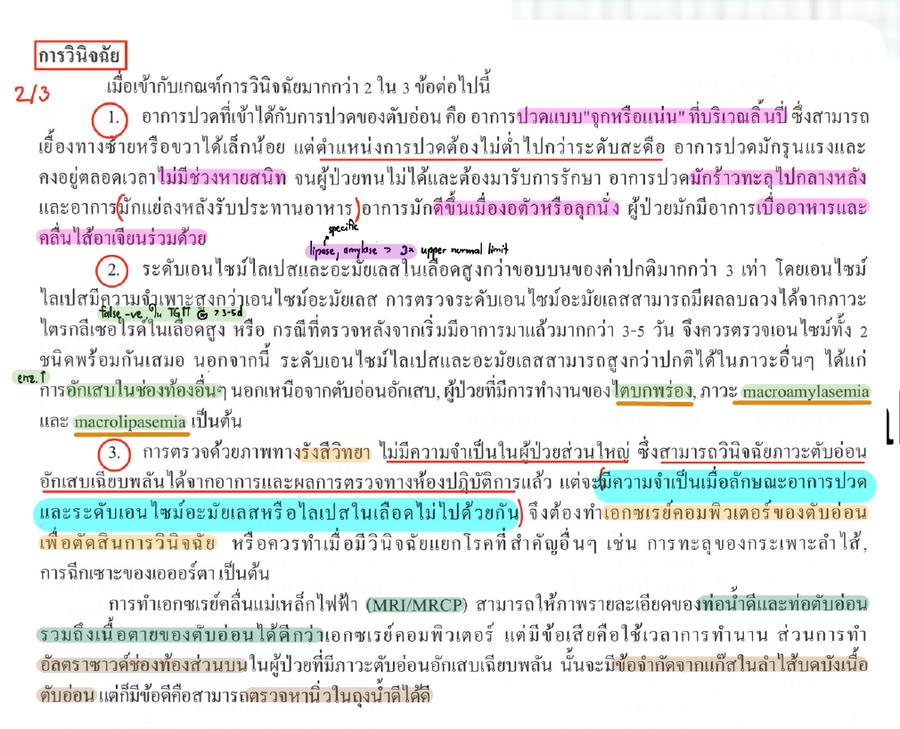 การวินิจฉัย
เมื่อเข้ากับเกณฑ์การวินิจฉัยมากกว่า 2 ใน 3 ข้อต่อไปนี้
2/3
1. อาการปวดที่เข้าได้กับการปวดของตับอ่อน คือ อาการปวดแบบ"จุกหรือแน่น" ที่บริเวณลิ้นปี่ ซึ่งสามารถ
เยื้องทางซ้ายหรือขวาได้เล็กน้อย แต่ตำแหน่งการปวดต้องไม่ต่ำไปกว่าระดับสะดือ อาการปวดมักรุนแรงและ
คงอยู่ตลอดเวลาไม่มีช่วงหายสนิท จนผู้ป่วยทนไม่ได้และต้องมารับการรักษา อาการปวดมักร้าวทะลุไปกลางหลัง
และอาการ(มักแย่ลงหลังรับประทานอาหาร) อาการมักดีขึ้นเมื่องอตัวหรือลุกนั่ง ผู้ป่วยมักมีอาการเบื่ออาหารและ
คลื่นไส้อาเจียนร่วมด้วย
specific
lipase, amylase > 3x upper normal limit
2. ระดับเอนไซม์ไลเปสและอะมัยเลสในเลือดสูงกว่าขอบบนของค่าปกติมากกว่า 3 เท่า โดยเอนไซม์
ไลเปสมีความจำเพาะสูงกว่าเอนไซม์อะมัยเลส การตรวจระดับเอนไซม์อะมัยเลสสามารถมีผลลบลวงได้จากภาวะ
false -ve ใน TG↑ > 3-5d
ไตรกลีเซอไรด์ในเลือดสูง หรือ กรณีที่ตรวจหลังจากเริ่มมีอาการมาแล้วมากกว่า 3-5 วัน จึงควรตรวจเอนไซม์ทั้ง 2
ชนิดพร้อมกันเสมอ นอกจากนี้ ระดับเอนไซม์ไลเปสและอะมัยเลสสามารถสูงกว่าปกติได้ในภาวะอื่นๆ ได้แก่
enz.↑
การอักเสบในช่องท้องอื่นๆ นอกเหนือจากตับอ่อนอักเสบ, ผู้ป่วยที่มีการทำงานของไตบกพร่อง, ภาวะ macroamylasemia
และ macrolipasemia เป็นต้น
3. การตรวจด้วยภาพทางรังสีวิทยา ไม่มีความจำเป็นในผู้ป่วยส่วนใหญ่ ซึ่งสามารถวินิจฉัยภาวะตับอ่อน
อักเสบเฉียบพลันได้จากอาการและผลการตรวจทางห้องปฏิบัติการแล้ว แต่จะ(มีความจำเป็นเมื่อลักษณะอาการปวด
และระดับเอนไซม์อะมัยเลสหรือไลเปสในเลือดไม่ไปด้วยกัน) จึงต้องทำเอกซเรย์คอมพิวเตอร์ของตับอ่อน
เพื่อตัดสินการวินิจฉัย หรือควรทำเมื่อมีวินิจฉัยแยกโรคที่สำคัญอื่นๆ เช่น การทะลุของกระเพาะลำไส้,
การฉีกเซาะของเอออร์ตา เป็นต้น
การทำเอกซเรย์คลื่นแม่เหล็กไฟฟ้า (MRI/MRCP) สามารถให้ภาพรายละเอียดของท่อน้ำดีและท่อตับอ่อน
รวมถึงเนื้อตายของตับอ่อนได้ดีกว่าเอกซเรย์คอมพิวเตอร์ แต่มีข้อเสียคือใช้เวลาการทำนาน ส่วนการทำ
อัลตราซาวด์ช่องท้องส่วนบนในผู้ป่วยที่มีภาวะตับอ่อนอักเสบเฉียบพลัน นั้นจะมีข้อจำกัดจากแก๊สในลำไส้บดบังเนื้อ
ตับอ่อน แต่ก็มีข้อดีคือสามารถตรวจหานิ่วในถุงน้ำดีได้ดี